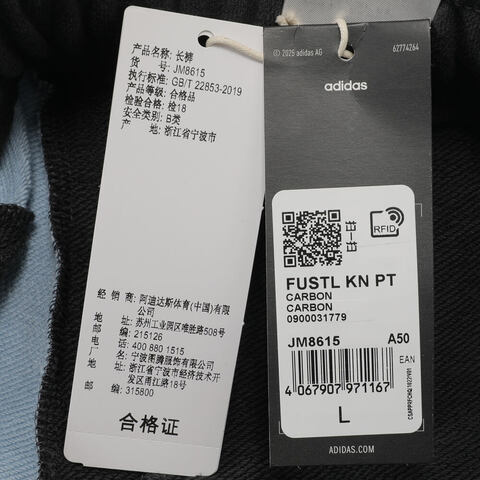 产品名称: 长裤
货　　号: JM8615
执行标准: GB/T 22853-2019
产品等级: 合格品
检验合格: 检18
安全类别: B类
产　　地: 浙江省宁波市
经 销 商: 阿迪达斯体育(中国)有限
公司
地　　址: 苏州工业园区唯胜路508号
邮　　编: 215126
电　　话: 400 880 1515
厂　　名: 宁波图腾服饰有限公司
地　　址: 浙江省宁波市经济技术开
发区甬江路18号
邮　　编: 315800
合格证
© 2025 adidas AG
62774264
adidas
RFID
FUSTL KN PT
CARBON
CARBON
0900031779
JM8615
A50
EAN
4 067907 971167
L
ADIDAS.COM